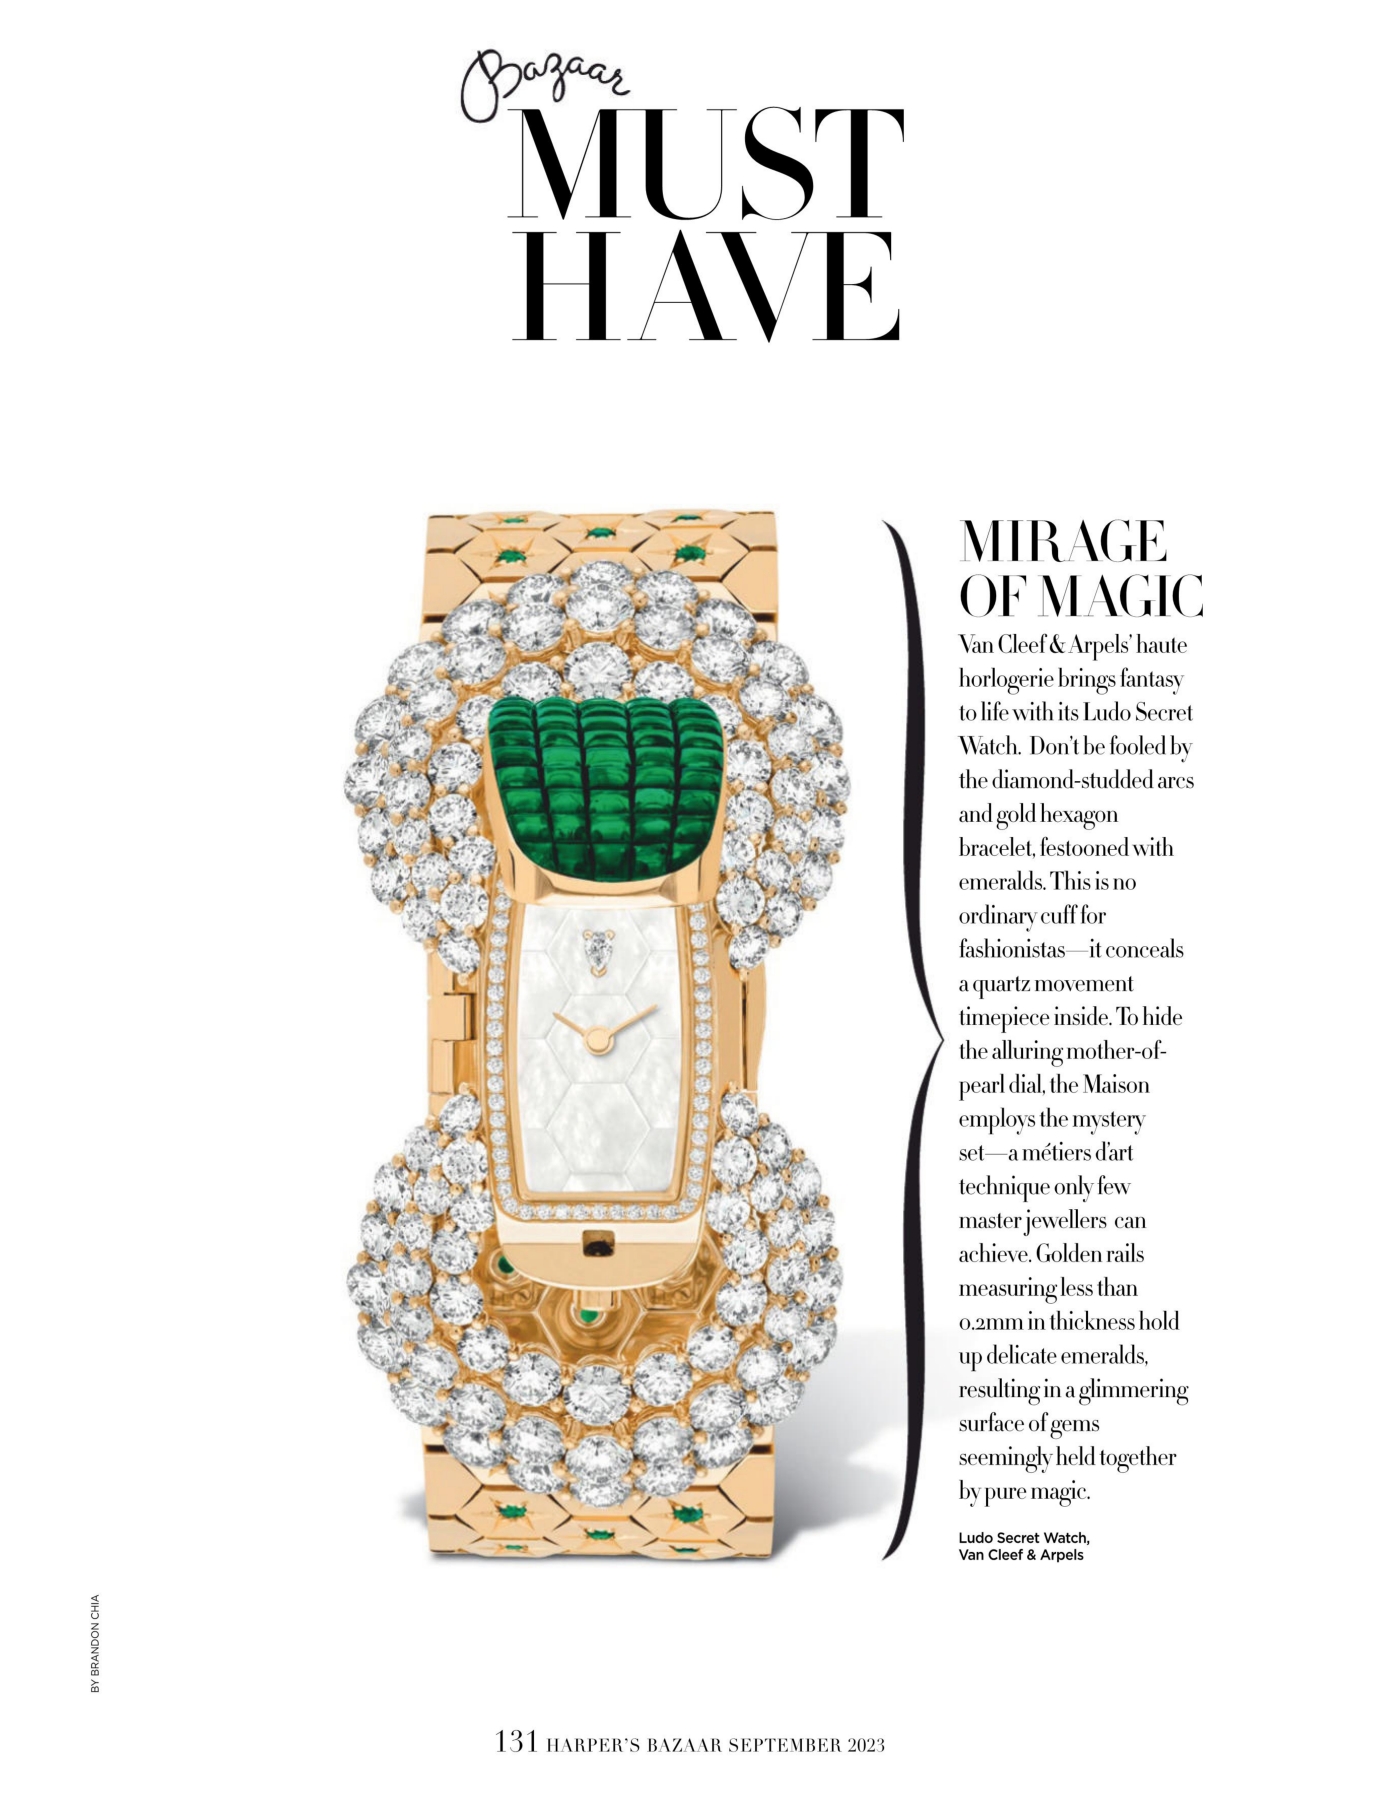 Bazaar
MUST
HAVE
MIRAGE
OF MAGIC
Van Cleef & Arpels’ haute
horlogerie brings fantasy
to life with its Ludo Secret
Watch. Don’t be fooled by
the diamond-studded arcs
and gold hexagon
bracelet, festooned with
emeralds. This is no
ordinary cuff for
fashionistas—it conceals
a quartz movement
timepiece inside. To hide
the alluring mother-of-
pearl dial, the Maison
employs the mystery
set—a métiers d’art
technique only few
master jewellers can
achieve. Golden rails
measuring less than
0.2mm in thickness hold
up delicate emeralds,
resulting in a glimmering
surface of gems
seemingly held together
by pure magic.
Ludo Secret Watch,
Van Cleef & Arpels
BY BRANDON CHIA
131 HARPER’S BAZAAR SEPTEMBER 2023